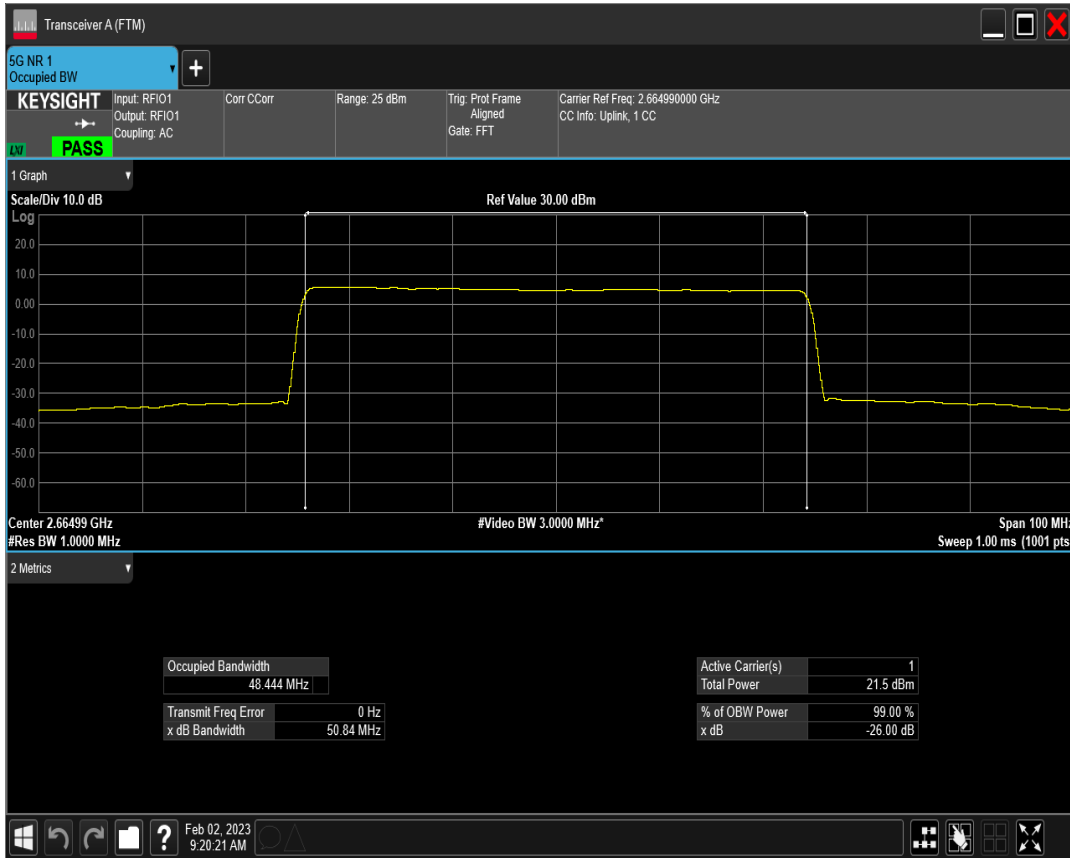 Transceiver A (FTM)
5G NR 1
Occupied BW
+
KEYSIGHT
LXI
PASS
Input: RFIO1
Output: RFIO1
Coupling: AC
Corr CCorr
Range: 25 dBm
Trig: Prot Frame
Aligned
Gate: FFT
Carrier Ref Freq: 2.664990000 GHz
CC Info: Uplink, 1 CC
1 Graph
Scale/Div 10.0 dB
Ref Value 30.00 dBm
Log
20.0
10.0
0.00
-10.0
-20.0
-30.0
-40.0
-50.0
-60.0
Center 2.66499 GHz
#Video BW 3.0000 MHz*
Span 100 MHz
#Res BW 1.0000 MHz
Sweep 1.00 ms (1001 pts
2 Metrics
Occupied Bandwidth
48.444 MHz
Transmit Freq Error 0 Hz
x dB Bandwidth 50.84 MHz
Active Carrier(s) 1
Total Power 21.5 dBm
% of OBW Power 99.00 %
x dB -26.00 dB
?
Feb 02, 2023
9:20:21 AM